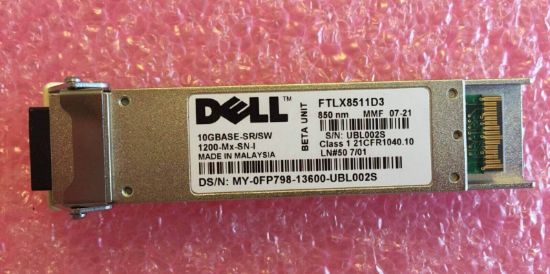 DELL™
BETA UNIT
FTLX8511D3
850 nm MMF 07-21
10GBASE-SR/SW
S/N: UBL002S
1200-Mx-SN-I
Class 1 21CFR1040.10
MADE IN MALAYSIA
LN#50 7/01
DS/N: MY-0FP798-13600-UBL002S